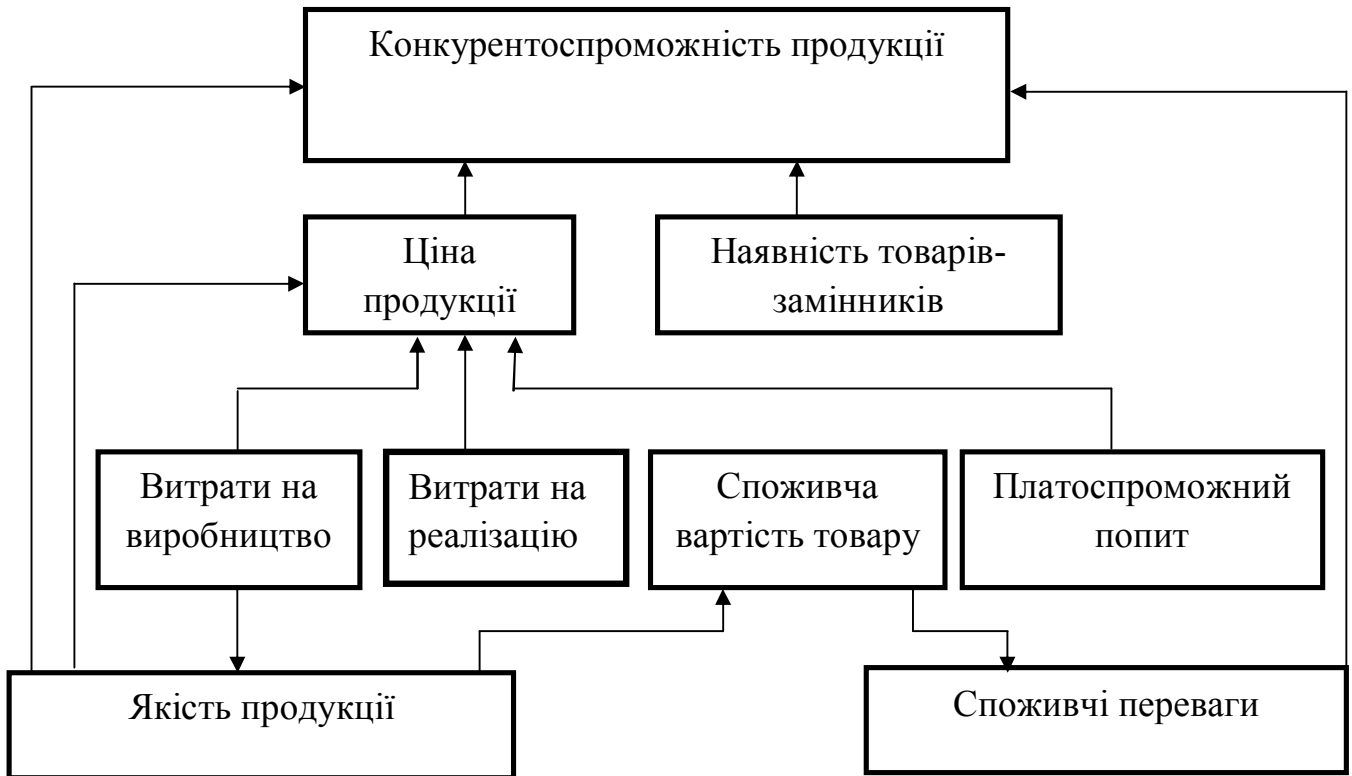 Конкурентоспроможність продукції
Ціна
продукції
Наявність товарів-
замінників
Витрати на
виробництво
Витрати на
реалізацію
Споживча
вартість товару
Платоспроможний
попит
Якість продукції
Споживчі переваги